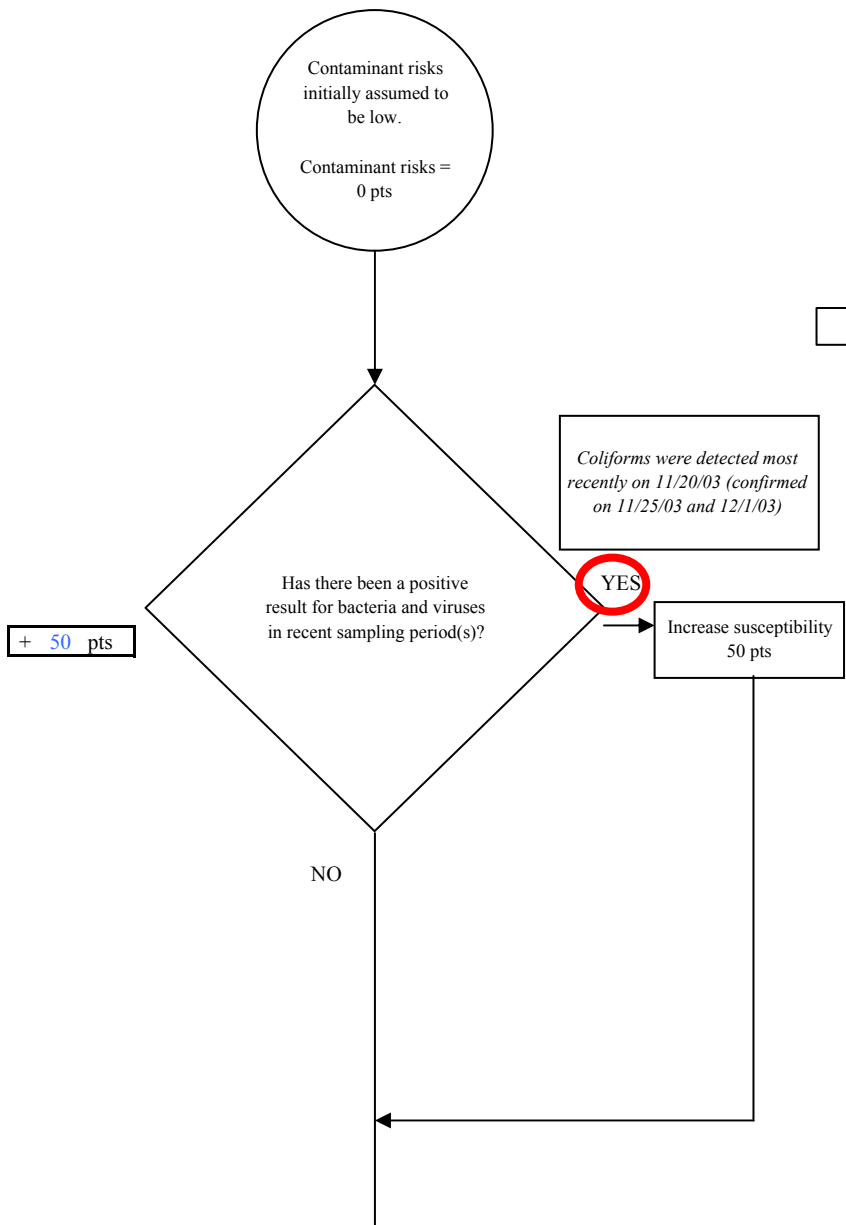 Contaminant risks
initially assumed to
be low.
Contaminant risks =
0 pts
Coliforms were detected most
recently on 11/20/03 (confirmed
on 11/25/03 and 12/1/03)
Has there been a positive
result for bacteria and viruses
in recent sampling period(s)?
YES
+ 50 pts
Increase susceptibility
50 pts
NO